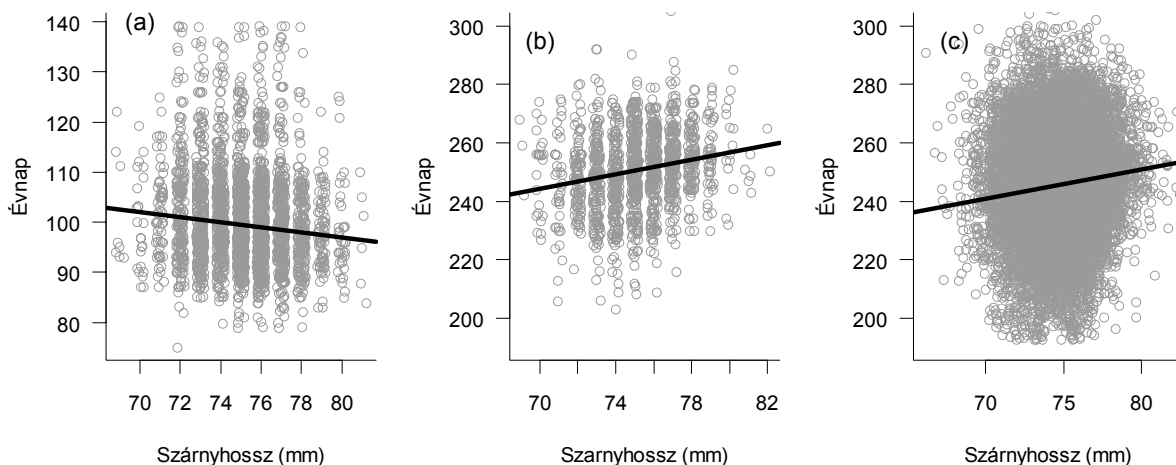 (a)
140
130
120
110
100
90
80
Évnap
70 72 74 76 78 80
Szárnyhossz (mm)
(b)
300
280
260
240
220
200
Évnap
70 74 78 82
Szarnyhossz (mm)
(c)
300
280
260
240
220
200
Évnap
70 75 80
Szárnyhossz (mm)